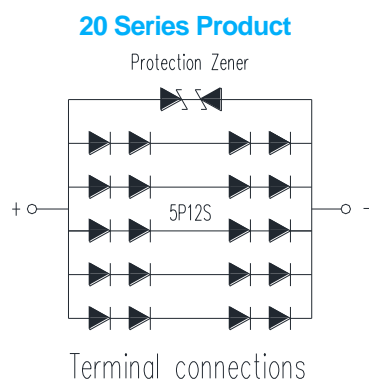 20 Series Product
Protection Zener
+ 5P12S -
Terminal connections